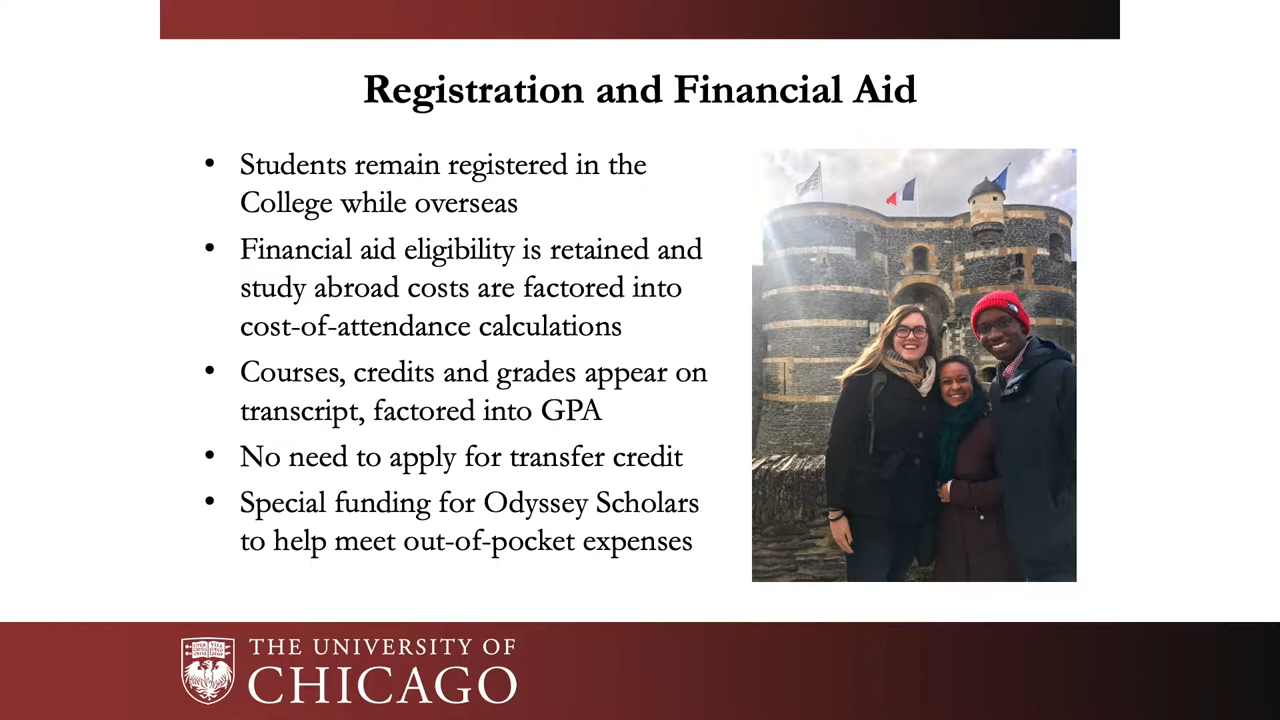 Registration and Financial Aid
• Students remain registered in the
College while overseas
• Financial aid eligibility is retained and
study abroad costs are factored into
cost-of-attendance calculations
• Courses, credits and grades appear on
transcript, factored into GPA
• No need to apply for transfer credit
• Special funding for Odyssey Scholars
to help meet out-of-pocket expenses
THE UNIVERSITY OF
CHICAGO